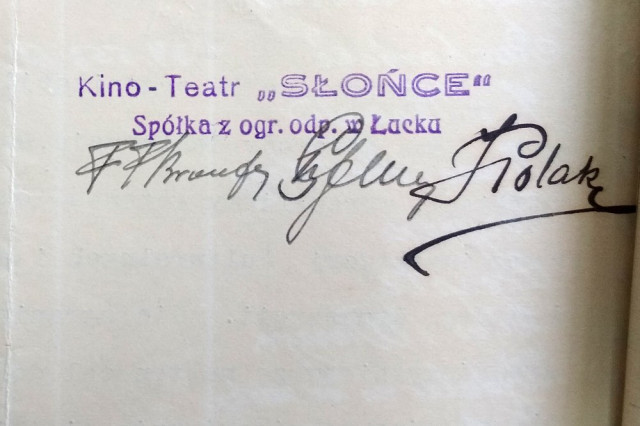 Kino - Teatr „SŁOŃCE"
Spółka z ogr. odp. w Łucku
Polak